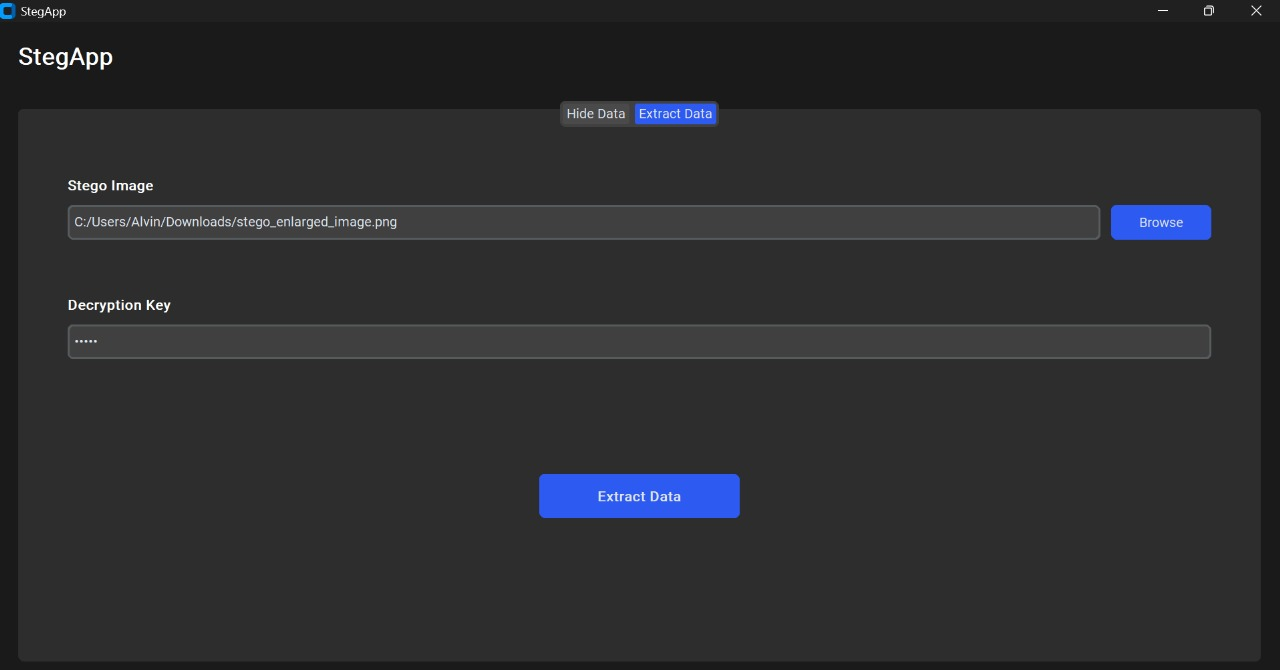 StegApp
StegApp
Hide Data Extract Data
Stego Image
C:/Users/Alvin/Downloads/stego_enlarged_image.png Browse
Decryption Key
•••••
Extract Data